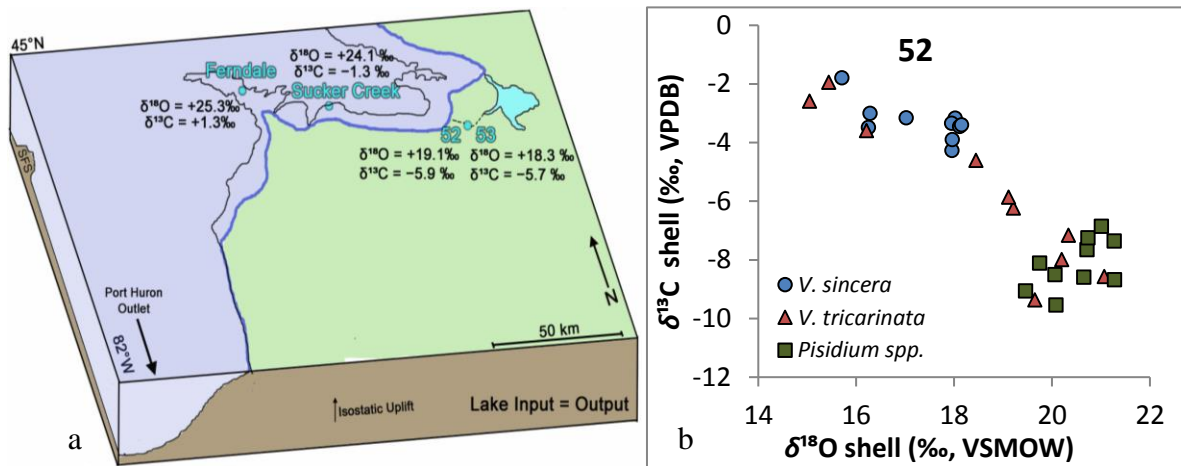 45°N
Ferndale
δ¹⁸O = +24.1 ‰
δ¹³C = −1.3 ‰
Sucker Creek
δ¹⁸O = +25.3‰
δ¹³C = +1.3‰
52 53
δ¹⁸O = +19.1‰ δ¹⁸O = +18.3 ‰
δ¹³C = −5.9 ‰ δ¹³C = −5.7 ‰
SFS
Port Huron
Outlet
82°W
N
50 km
Isostatic Uplift
Lake Input = Output
a
52
δ¹³C shell (‰, VPDB)
0
-2
-4
-6
-8
-10
-12
V. sincera
V. tricarinata
Pisidium spp.
14 16 18 20 22
b
δ¹⁸O shell (‰, VSMOW)